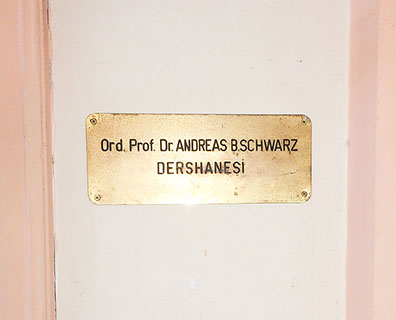 Ord. Prof. Dr. ANDREAS B.SCHWARZ
DERSHANESİ